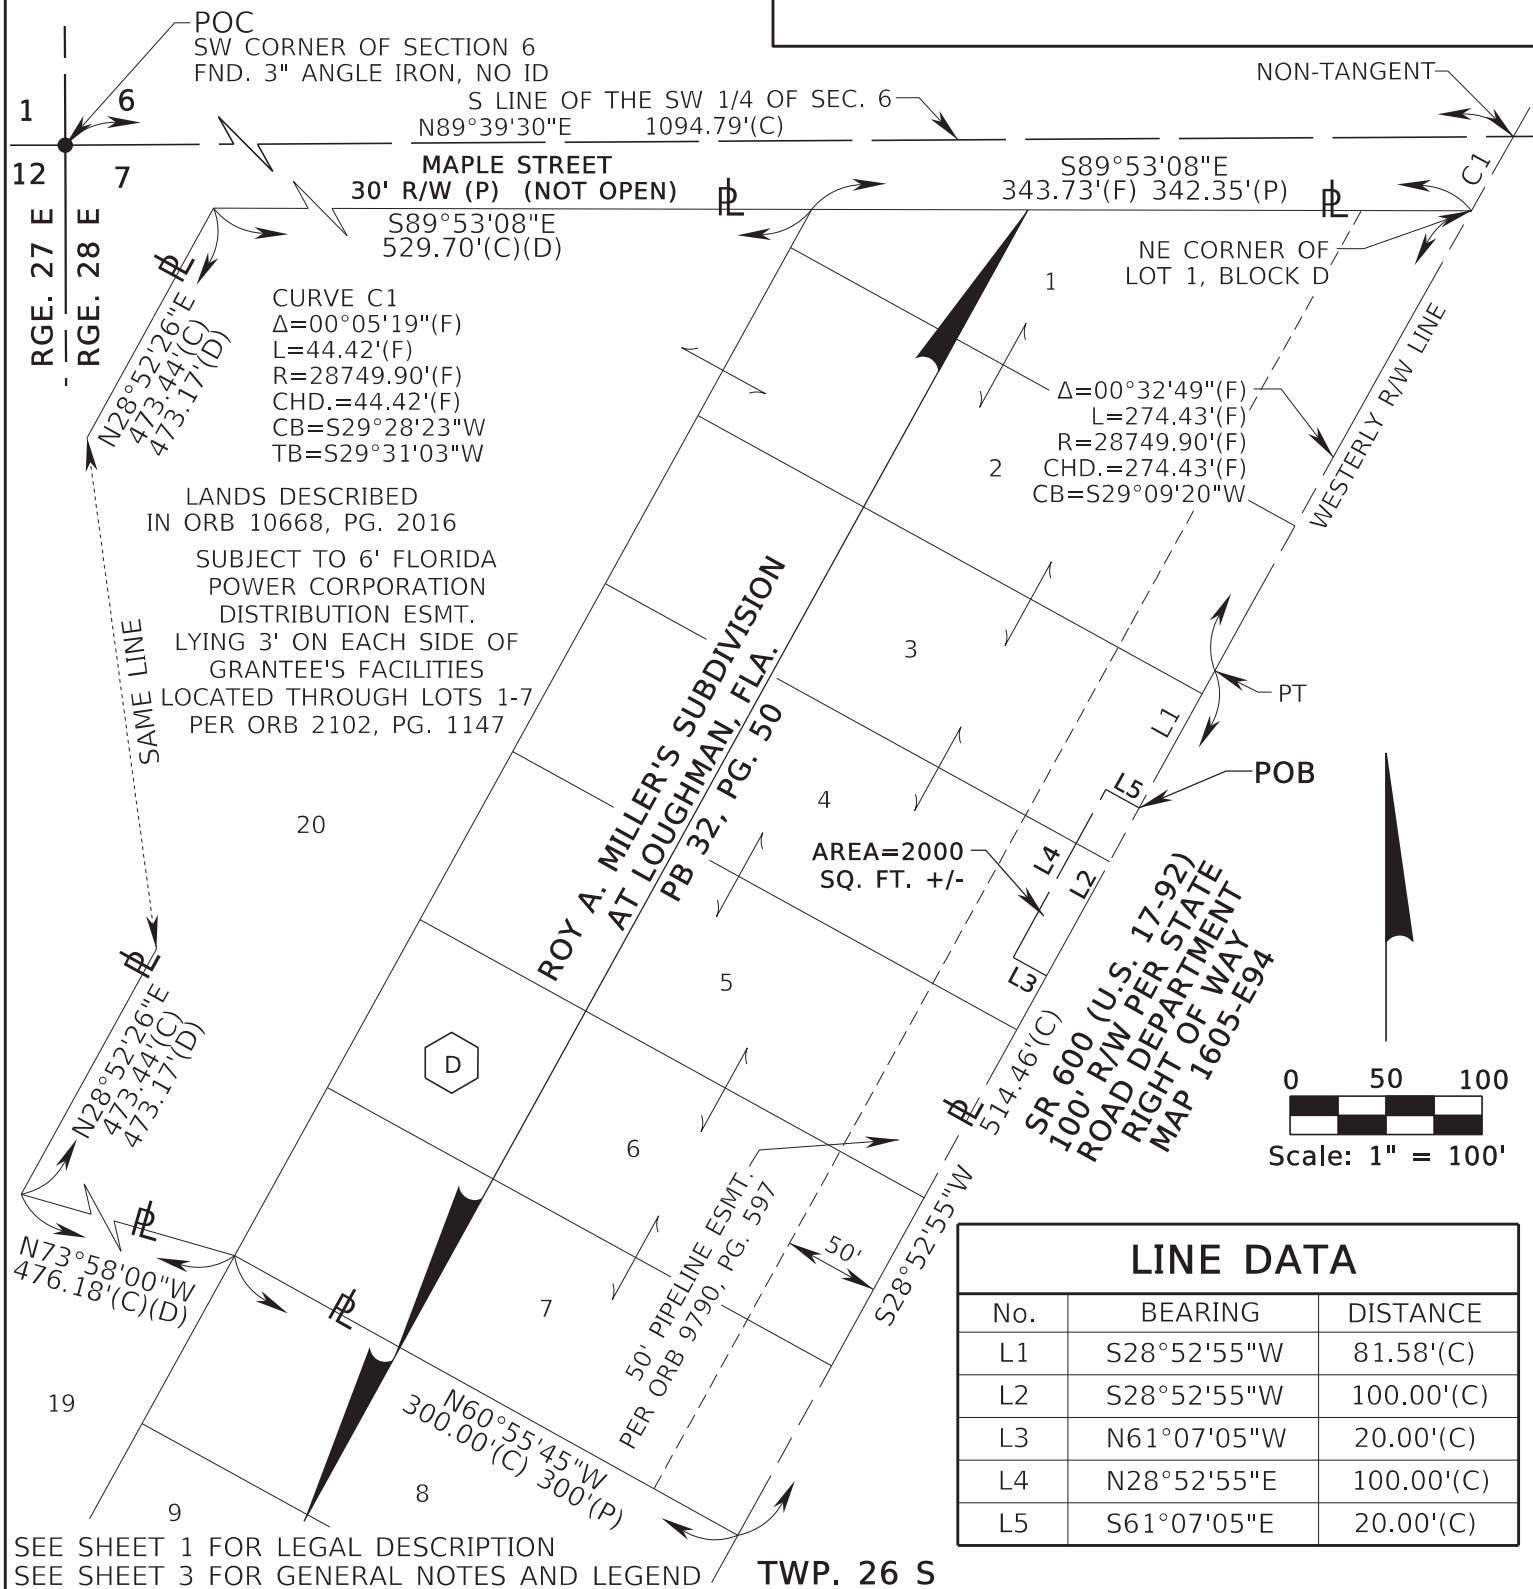 POC
SW CORNER OF SECTION 6
FND. 3" ANGLE IRON, NO ID
NON-TANGENT
1
6
12
7
S LINE OF THE SW 1/4 OF SEC. 6
N89°39'30"E 1094.79'(C)
MAPLE STREET
30' R/W (P) (NOT OPEN)
S89°53'08"E
529.70'(C)(D)
PL
S89°53'08"E
343.73'(F) 342.35'(P)
PL
C1
NE CORNER OF
LOT 1, BLOCK D
RGE. 27 E
RGE. 28 E
PL
N28°52'26"E
473.44'(C)
473.17'(D)
CURVE C1
Δ=00°05'19"(F)
L=44.42'(F)
R=28749.90'(F)
CHD.=44.42'(F)
CB=S29°28'23"W
TB=S29°31'03"W
1
Δ=00°32'49"(F)
L=274.43'(F)
R=28749.90'(F)
CHD.=274.43'(F)
CB=S29°09'20"W
2
WESTERLY R/W LINE
LANDS DESCRIBED
IN ORB 10668, PG. 2016
SUBJECT TO 6' FLORIDA
POWER CORPORATION
DISTRIBUTION ESMT.
LYING 3' ON EACH SIDE OF
GRANTEE'S FACILITIES
LOCATED THROUGH LOTS 1-7
PER ORB 2102, PG. 1147
SAME LINE
ROY A. MILLER'S SUBDIVISION
AT LOUGHMAN, FLA.
PB 32, PG. 50
3
PT
L1
POB
L5
4
20
AREA=2000
SQ. FT. +/-
L4
L2
L3
5
SR 600 (U.S. 17-92)
100' R/W PER STATE
ROAD DEPARTMENT
RIGHT OF WAY
MAP 1605-E94
PL
N28°52'26"E
473.44'(C)
473.17'(D)
D
6
PL
514.46'(C)
S28°52'55"W
0 50 100
Scale: 1" = 100'
PL
N73°58'00"W
476.18'(C)(D)
PL
7
50' PIPELINE ESMT.
PER ORB 9790, PG. 597
50'
19
N60°55'45"W
300.00'(C) 300'(P)
8
9
LINE DATA
No. BEARING DISTANCE
L1 S28°52'55"W 81.58'(C)
L2 S28°52'55"W 100.00'(C)
L3 N61°07'05"W 20.00'(C)
L4 N28°52'55"E 100.00'(C)
L5 S61°07'05"E 20.00'(C)
SEE SHEET 1 FOR LEGAL DESCRIPTION
SEE SHEET 3 FOR GENERAL NOTES AND LEGEND
TWP. 26 S